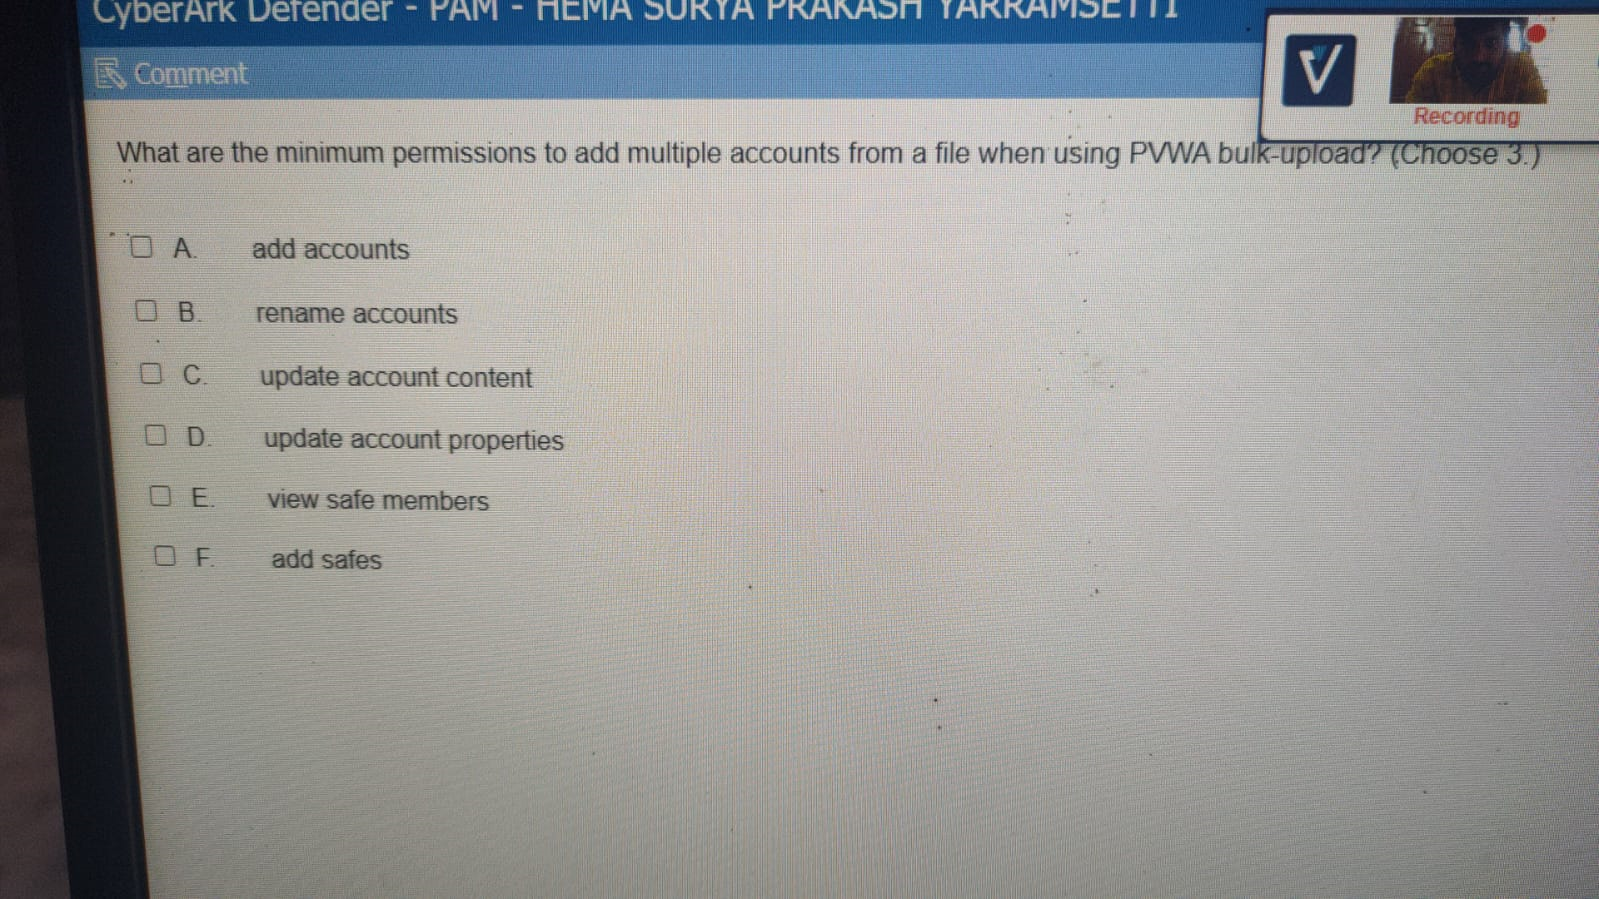 CyberArk Defender - PAM - HEMA SURYA PRAKASH YARRAMSETTI
Comment
Recording
What are the minimum permissions to add multiple accounts from a file when using PVWA bulk-upload? (Choose 3.)
A. add accounts
B. rename accounts
C. update account content
D. update account properties
E. view safe members
F. add safes